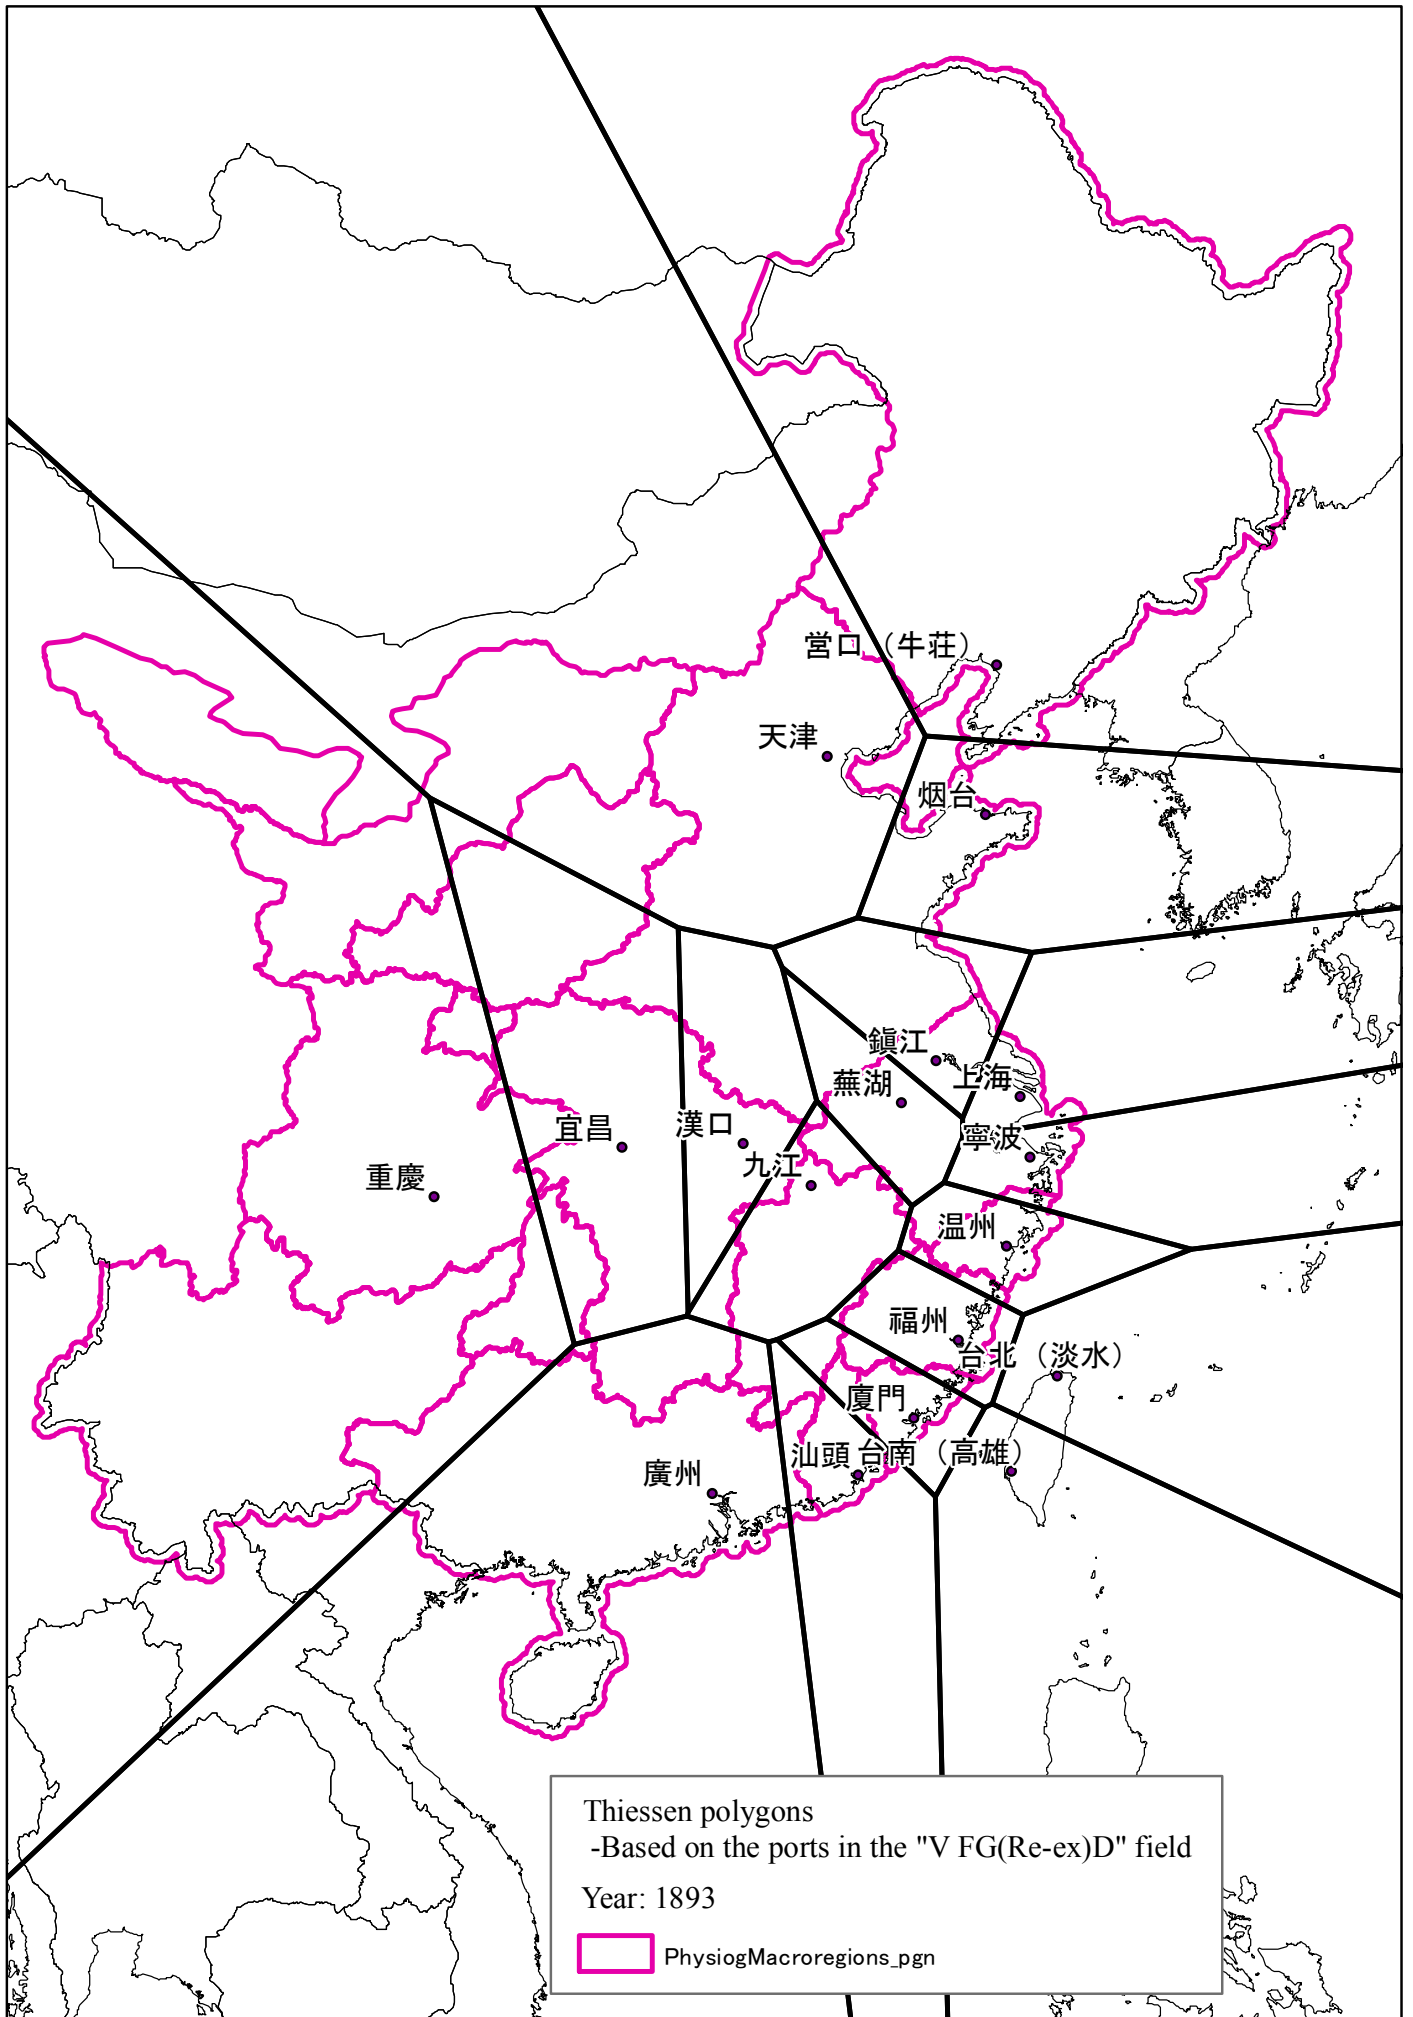 営口（牛荘）
天津
烟台
鎮江
上海
蕪湖
漢口
宜昌
寧波
九江
重慶
温州
福州
台北（淡水）
廈門
汕頭
台南（高雄）
廣州
Thiessen polygons
-Based on the ports in the "V FG(Re-ex)D" field
Year: 1893
PhysiogMacroregions_pgn